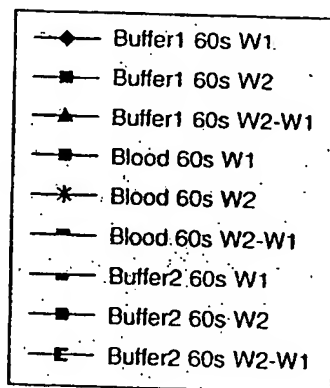 Buffer1 60s W1
Buffer1 60s W2
Buffer1 60s W2-W1
Blood 60s W1
Blood 60s W2
Blood 60s W2-W1
Buffer2 60s W1
Buffer2 60s W2
Buffer2 60s W2-W1